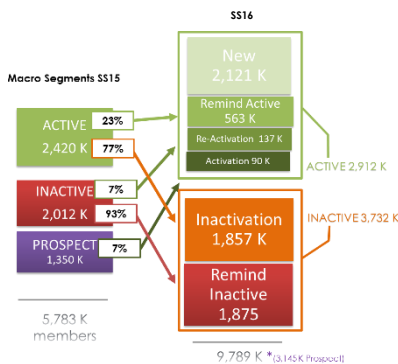 SS16
Macro Segments SS15
New
2,121 K
Remind Active
563 K
Re-Activation 137 K
Activation 90 K
ACTIVE
2,420 K
23%
77%
INACTIVE
2,012 K
7%
93%
PROSPECT
1,350 K
7%
ACTIVE 2,912 K
Inactivation
1,857 K
Remind
Inactive
1,875
INACTIVE 3,732 K
5,783 K
members
9,789 K *(3,145K Prospect)